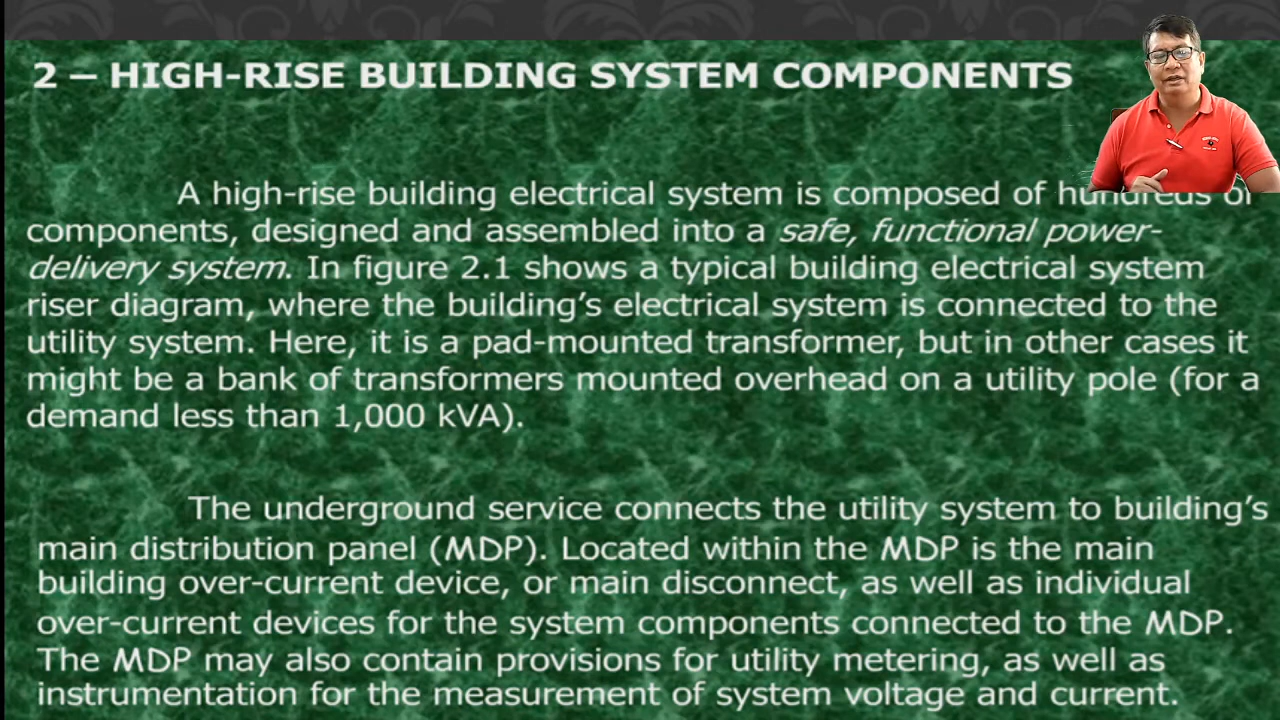 2 – HIGH-RISE BUILDING SYSTEM COMPONENTS
A high-rise building electrical system is composed of hundreds of
components, designed and assembled into a safe, functional power-
delivery system. In figure 2.1 shows a typical building electrical system
riser diagram, where the building’s electrical system is connected to the
utility system. Here, it is a pad-mounted transformer, but in other cases it
might be a bank of transformers mounted overhead on a utility pole (for a
demand less than 1,000 kVA).
The underground service connects the utility system to building’s
main distribution panel (MDP). Located within the MDP is the main
building over-current device, or main disconnect, as well as individual
over-current devices for the system components connected to the MDP.
The MDP may also contain provisions for utility metering, as well as
instrumentation for the measurement of system voltage and current.